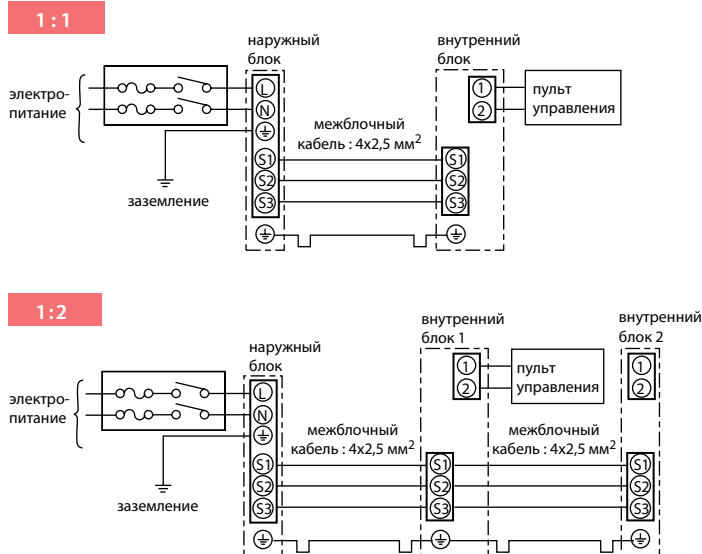 1 : 1
наружный
блок
внутренний
блок
электро-
питание
L
N
S1
S2
S3
заземление
межблочный
кабель : 4x2,5 мм2
S1
S2
S3
1
2
пульт
управления
1:2
наружный
блок
внутренний
блок 1
внутренний
блок 2
электро-
питание
L
N
S1
S2
S3
заземление
межблочный
кабель : 4x2,5 мм2
1
2
пульт
управления
S1
S2
S3
межблочный
кабель : 4x2,5 мм2
1
2
S1
S2
S3